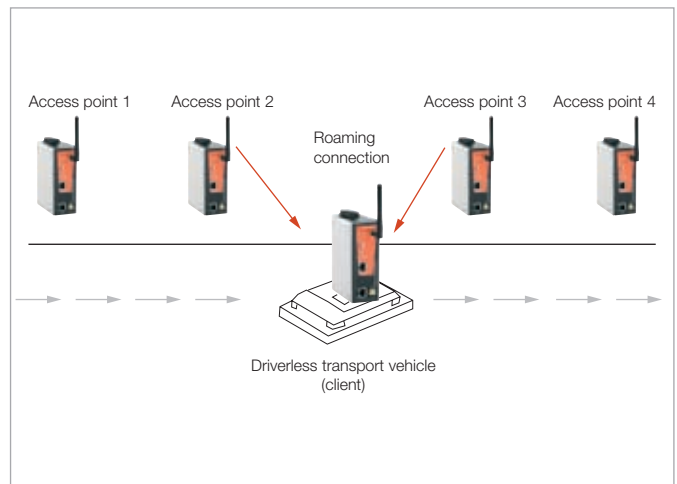 Access point 1
Access point 2
Access point 3
Access point 4
Roaming
connection
Driverless transport vehicle
(client)